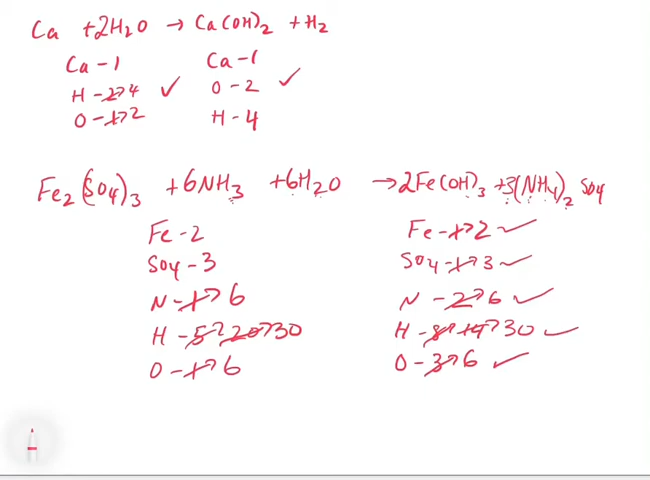 Ca +2H₂O → Ca(OH)₂ +H₂
Ca-1 Ca-1
H-2→4 ✓ O-2 ✓
O-1→2 H-4
Fe₂(SO₄)₃ +6NH₃ +6H₂O →2Fe(OH)₃ +3(NH₄)₂SO₄
Fe-2 Fe-1→2 ✓
SO₄-3 SO₄-1→3 ✓
N-1→6 N-2→6 ✓
H-5→20→30 H-8→14→30 ✓
O-1→6 O-3→6 ✓